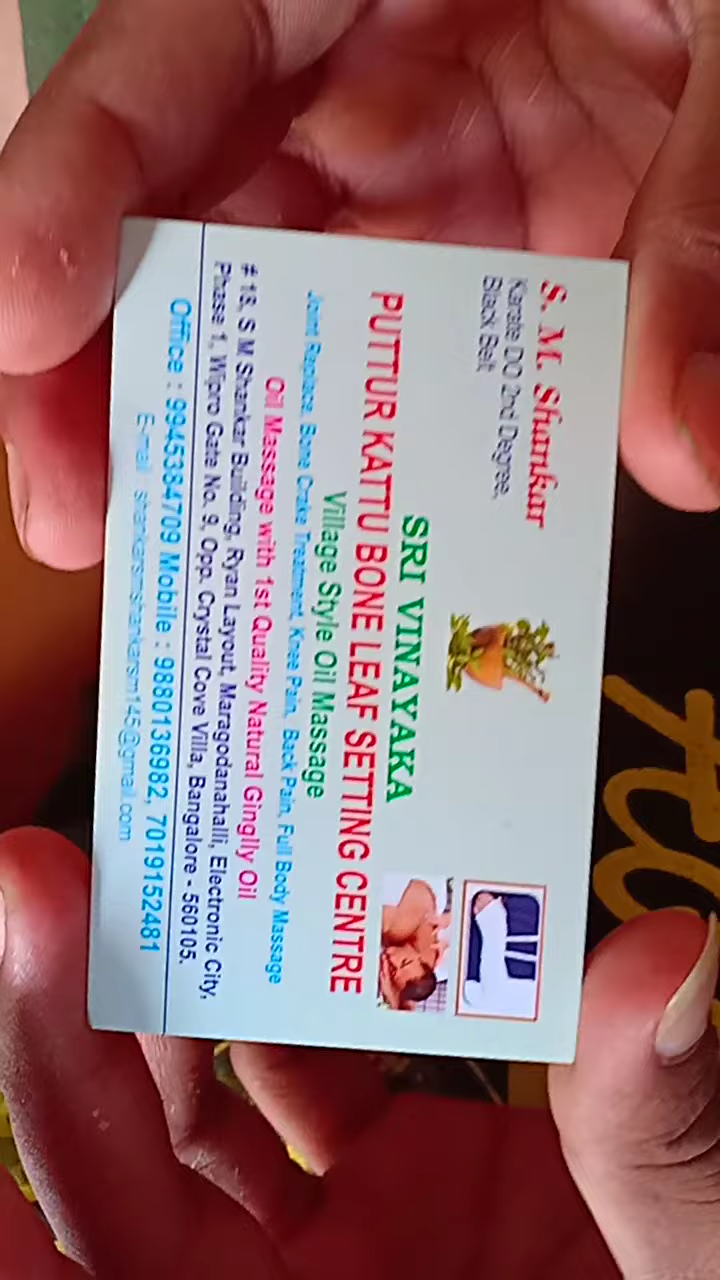 S. M. Shankar
Karate DO 2nd Degree,
Black Belt
SRI VINAYAKA
PUTTUR KATTU BONE LEAF SETTING CENTRE
Village Style Oil Massage
Joint Replace, Bone Crake Treatment, Knee Pain, Back Pain, Full Body Massage
Oil Massage with 1st Quality Natural Ginglly Oil
# 16, S M Shankar Building, Ryan Layout, Maragodanahalli, Electronic City,
Phase 1, Wipro Gate No. 9, Opp. Crystal Cove Villa, Bangalore - 560105.
Office : 9945384709 Mobile : 9880136982, 7019152481
E-mail : shankarsmshankarsm145@gmail.com